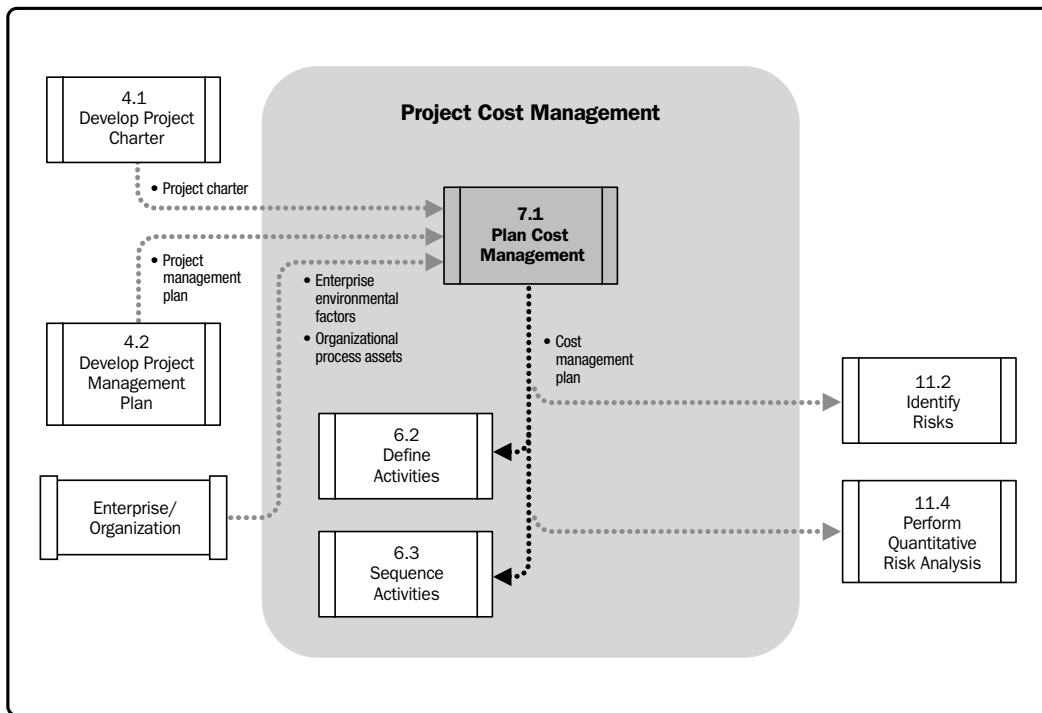 Project Cost Management
4.1
Develop Project
Charter
• Project charter
7.1
Plan Cost
Management
• Project
management
plan
• Enterprise
environmental
factors
• Organizational
process assets
4.2
Develop Project
Management
Plan
• Cost
management
plan
11.2
Identify
Risks
6.2
Define
Activities
Enterprise/
Organization
11.4
Perform
Quantitative
Risk Analysis
6.3
Sequence
Activities